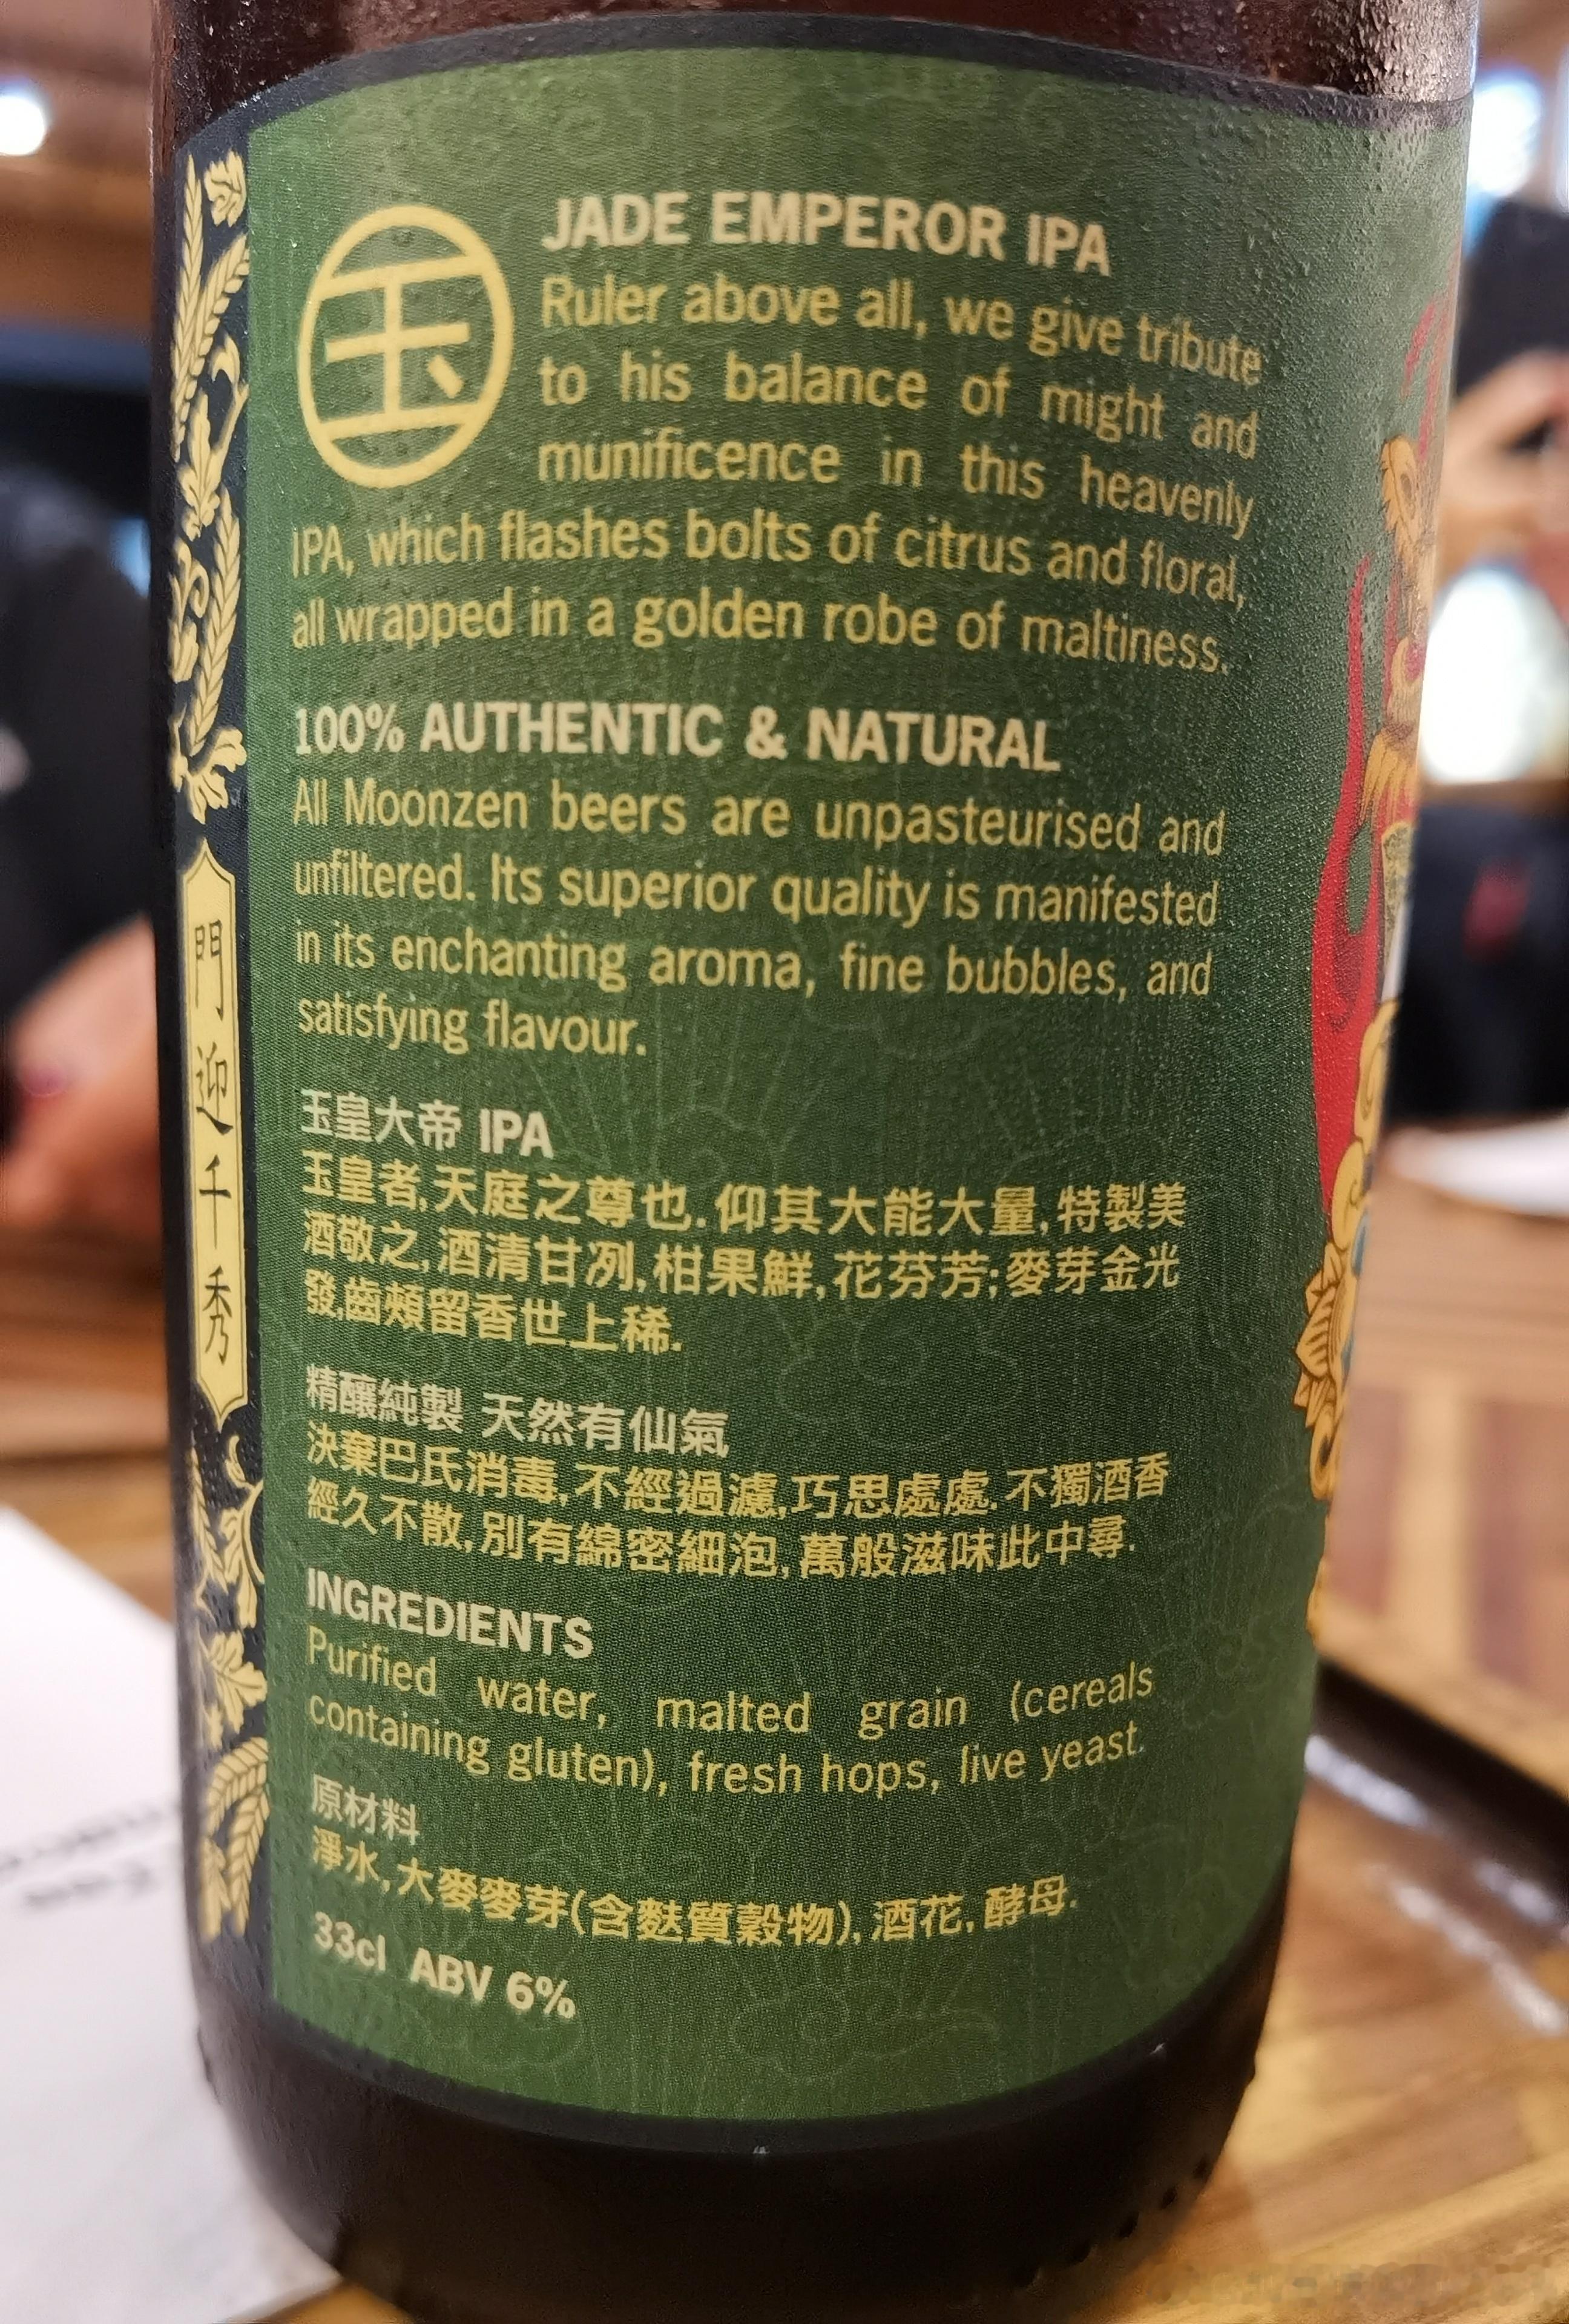 玉
JADE EMPEROR IPA
Ruler above all, we give tribute
to his balance of might and
munificence in this heavenly
IPA, which flashes bolts of citrus and floral,
all wrapped in a golden robe of maltiness.
100% AUTHENTIC & NATURAL
All Moonzen beers are unpasteurised and
unfiltered. Its superior quality is manifested
in its enchanting aroma, fine bubbles, and
satisfying flavour.
玉皇大帝 IPA
玉皇者,天庭之尊也.仰其大能大量,特製美
酒敬之,酒清甘冽,柑果鮮,花芬芳;麥芽金光
發,齒頰留香世上稀.
精釀純製 天然有仙氣
決棄巴氏消毒,不經過濾,巧思處處.不獨酒香
經久不散,別有綿密細泡,萬般滋味此中尋.
INGREDIENTS
Purified water, malted grain (cereals
containing gluten), fresh hops, live yeast.
原材料
淨水,大麥麥芽(含麩質穀物),酒花,酵母.
33cl ABV 6%
門迎千秀